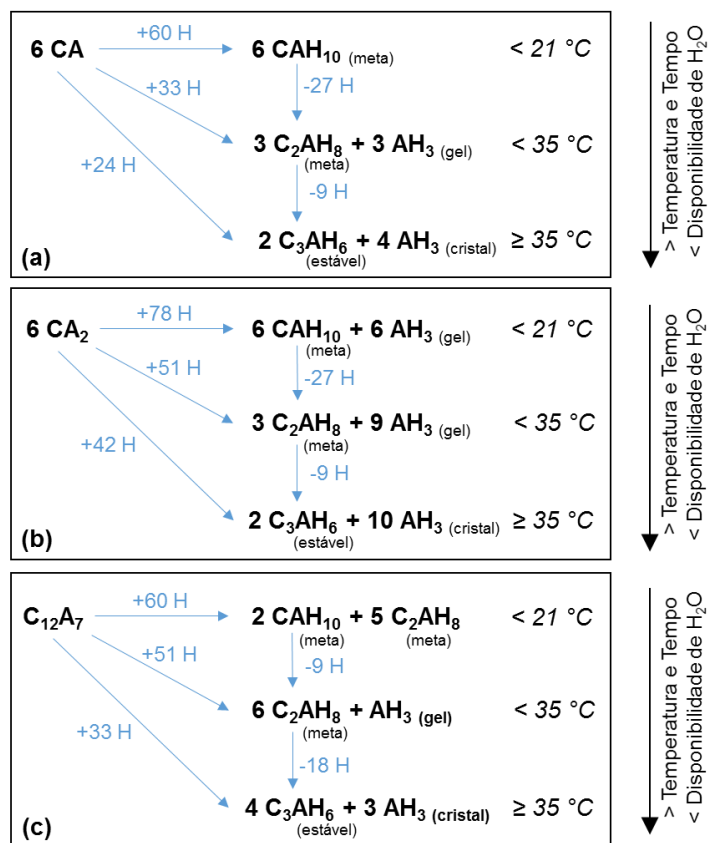 +60 H
6 CA 6 CAH₁₀ (meta) < 21 °C
+33 H -27 H
3 C₂AH₈ + 3 AH₃ (gel) < 35 °C
(meta)
+24 H -9 H
2 C₃AH₆ + 4 AH₃ (cristal) ≥ 35 °C
(estável)
(a)
> Temperatura e Tempo
< Disponibilidade de H₂O
+78 H
6 CA₂ 6 CAH₁₀ + 6 AH₃ (gel) < 21 °C
(meta)
+51 H -27 H
3 C₂AH₈ + 9 AH₃ (gel) < 35 °C
(meta)
+42 H -9 H
2 C₃AH₆ + 10 AH₃ (cristal) ≥ 35 °C
(estável)
(b)
> Temperatura e Tempo
< Disponibilidade de H₂O
+60 H
C₁₂A₇ 2 CAH₁₀ + 5 C₂AH₈ < 21 °C
(meta) (meta)
+51 H -9 H
6 C₂AH₈ + AH₃ (gel) < 35 °C
(meta)
+33 H -18 H
4 C₃AH₆ + 3 AH₃ (cristal) ≥ 35 °C
(estável)
(c)
> Temperatura e Tempo
< Disponibilidade de H₂O